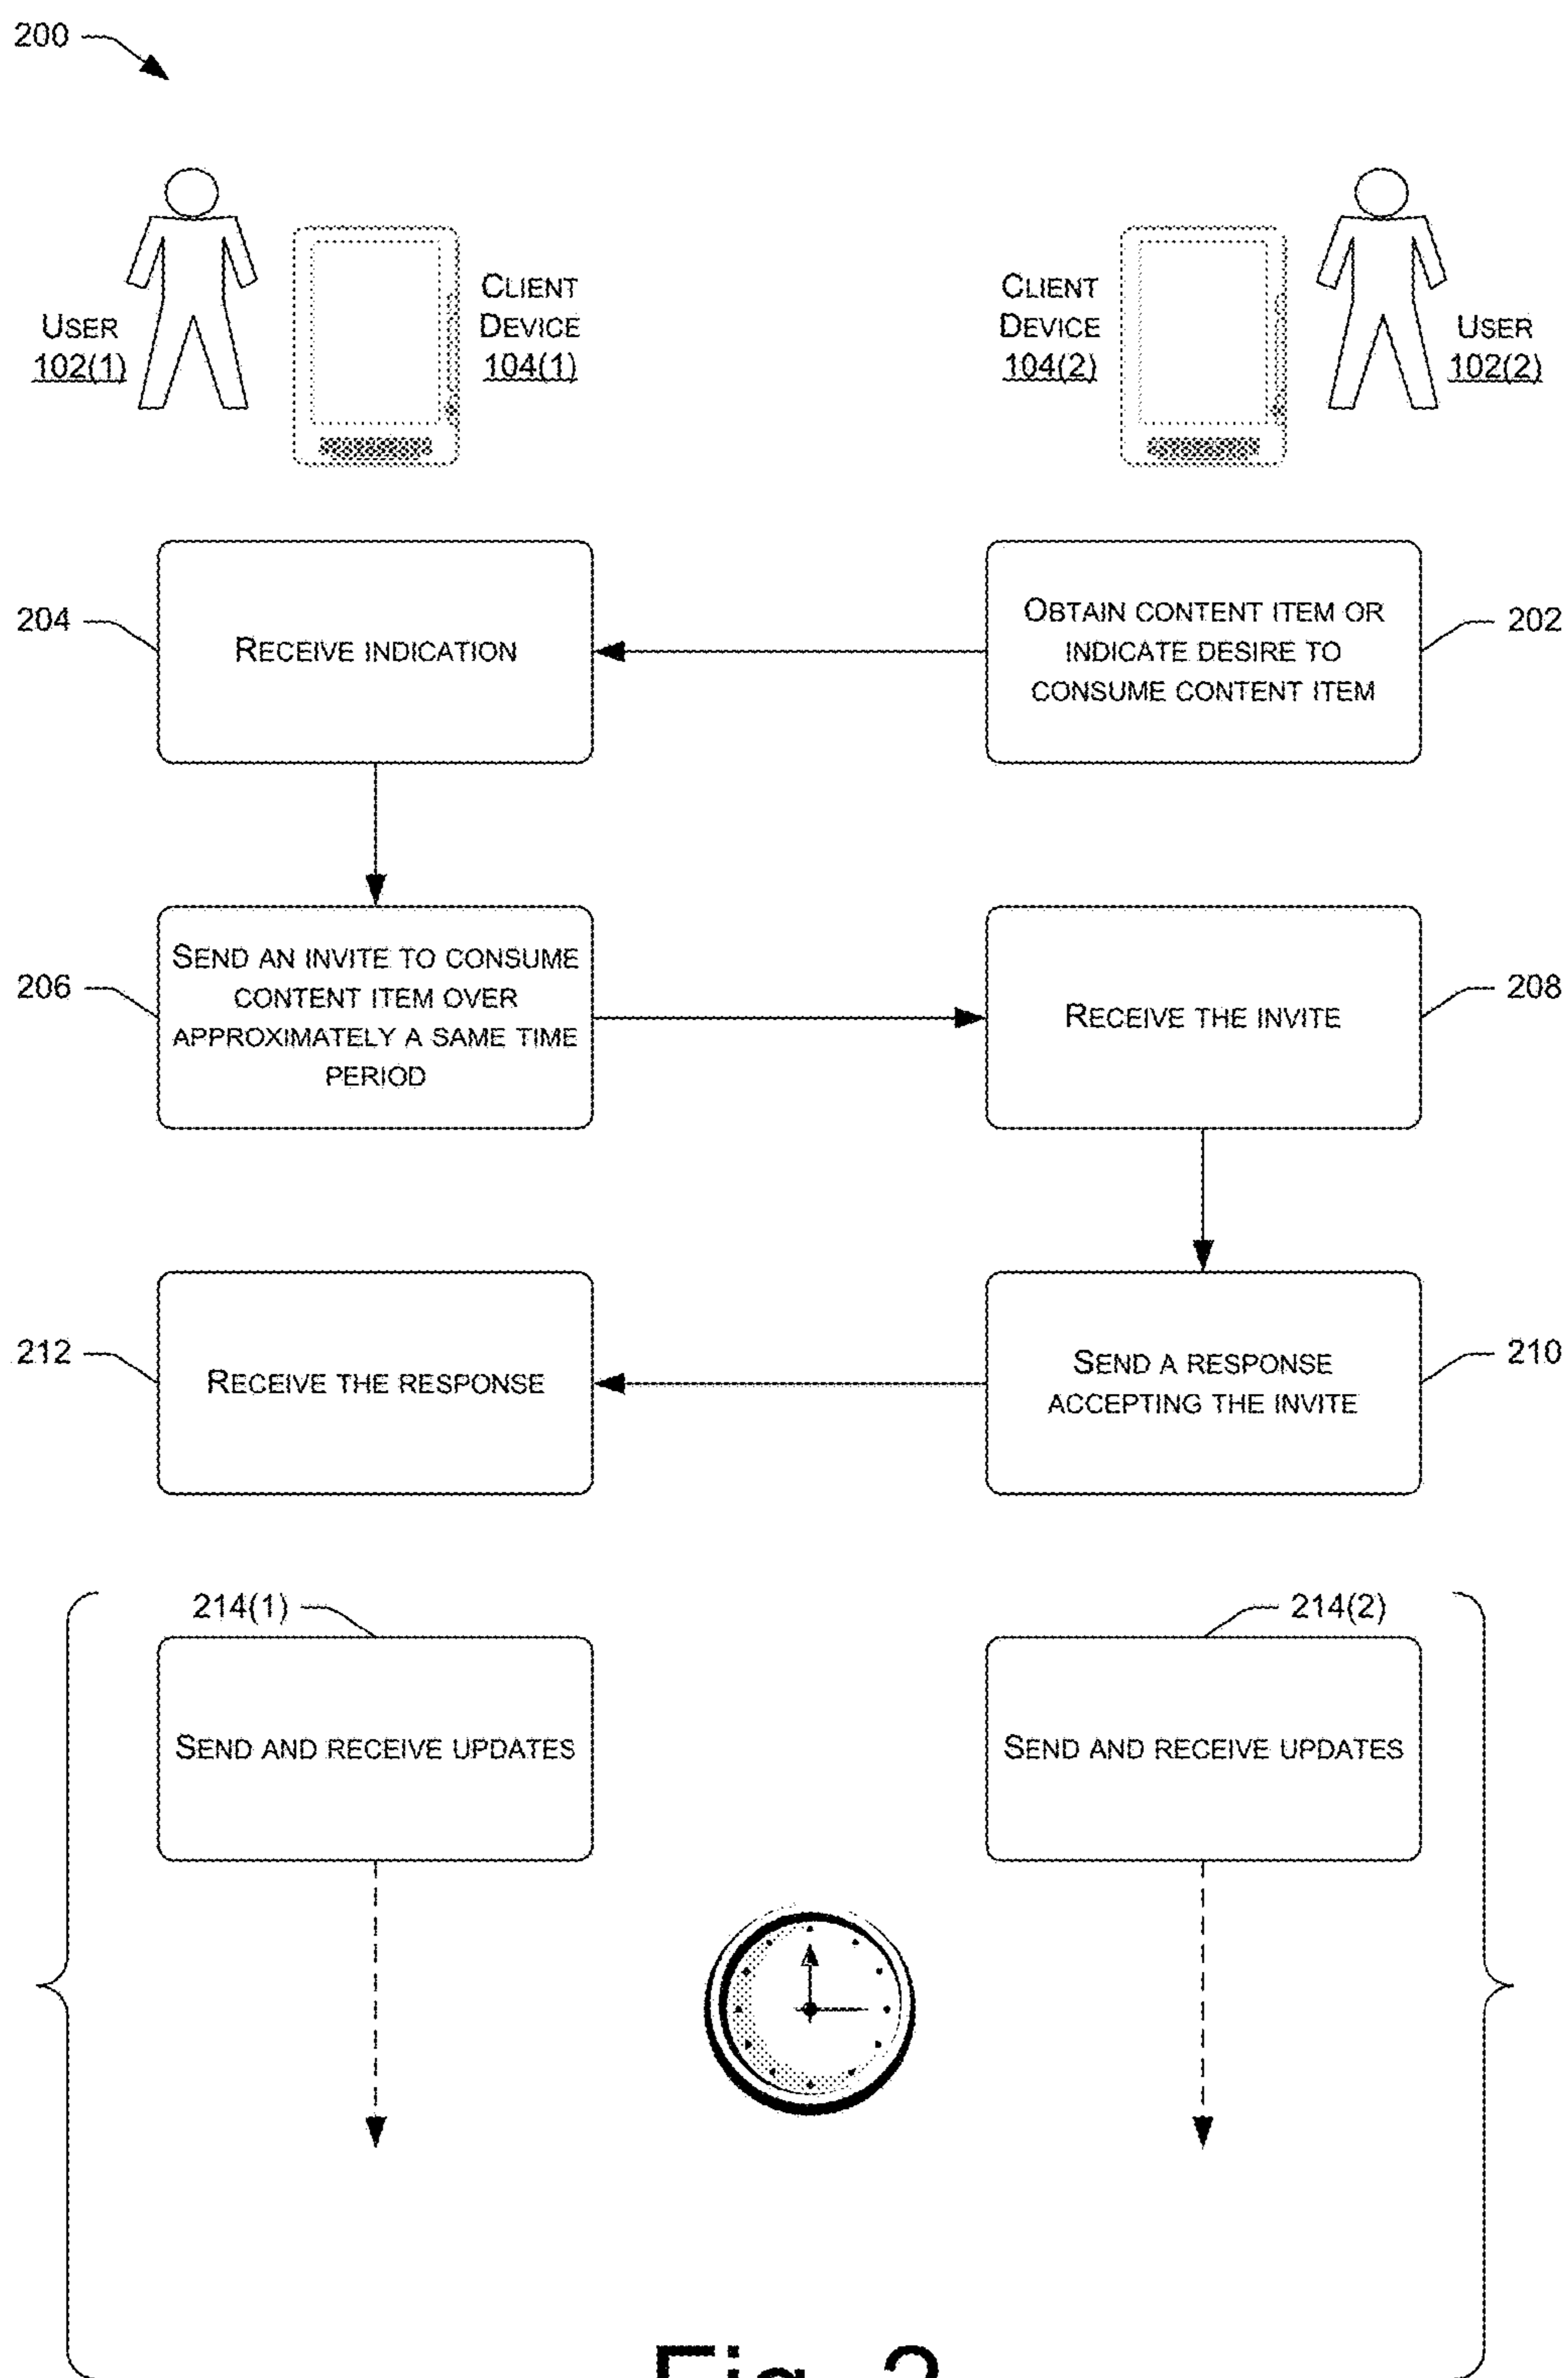 200
USER
102(1)
CLIENT
DEVICE
104(1)
CLIENT
DEVICE
104(2)
USER
102(2)
204
RECEIVE INDICATION
OBTAIN CONTENT ITEM OR
INDICATE DESIRE TO
CONSUME CONTENT ITEM
202
206
SEND AN INVITE TO CONSUME
CONTENT ITEM OVER
APPROXIMATELY A SAME TIME
PERIOD
RECEIVE THE INVITE
208
212
RECEIVE THE RESPONSE
SEND A RESPONSE
ACCEPTING THE INVITE
210
214(1)
SEND AND RECEIVE UPDATES
214(2)
SEND AND RECEIVE UPDATES
Fig. 2